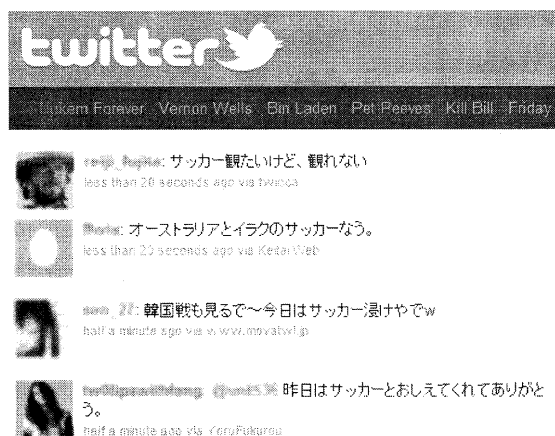 twitter
Nukem Forever Vernon Wells Bin Laden Pet Peeves Kill Bill Friday
: サッカー観たいけど、観れない
less than 20 seconds ago via twicca
: オーストラリアとイラクのサッカーなう。
less than 20 seconds ago via Keitai Web
: 韓国戦も見るで〜今日はサッカー浸けやでw
half a minute ago via www.movatwi.jp
昨日はサッカーとおしえてくれてありがと
う。
half a minute ago via YoruFukurou